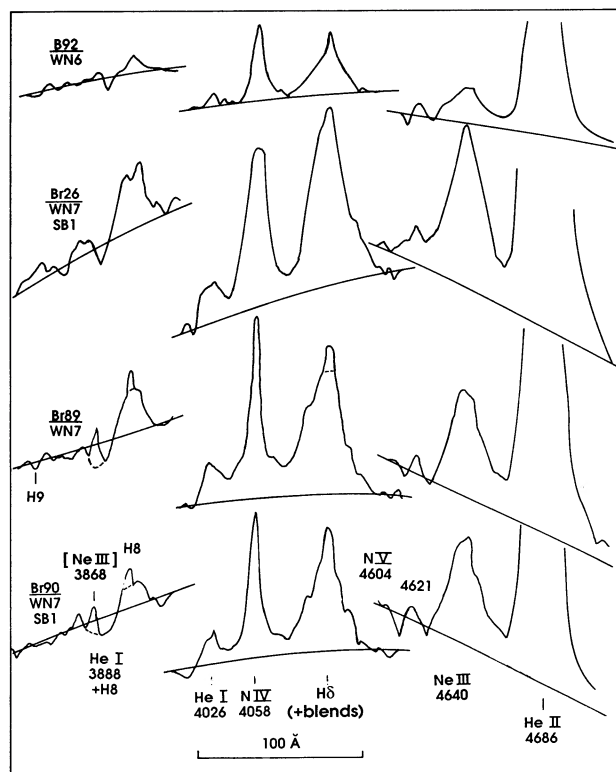 B92
WN6
Br26
WN7
SB1
Br89
WN7
H9
[Ne III]
3868
H8
Br90
WN7
SB1
He I
3888
+H8
N V
4604
4621
He I
4026
N IV
4058
Hδ
(+blends)
Ne III
4640
He II
4686
100 Å